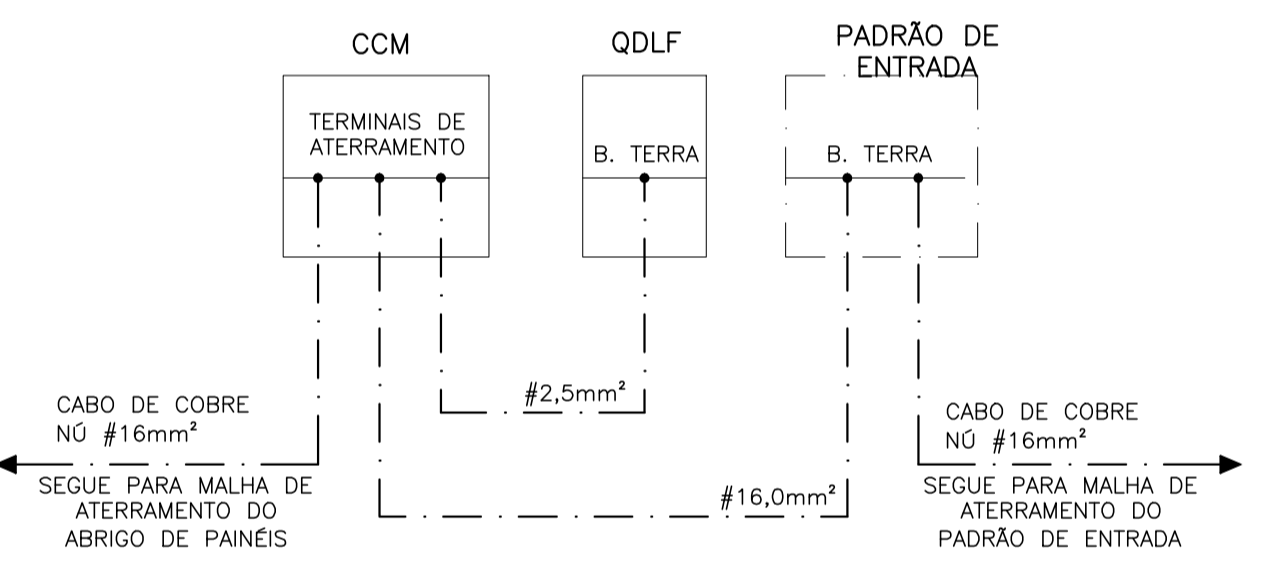 CCM
QDLF
PADRÃO DE
ENTRADA
TERMINAIS DE
ATERRAMENTO
B. TERRA
B. TERRA
#2,5mm²
CABO DE COBRE
NÚ #16mm²
CABO DE COBRE
NÚ #16mm²
SEGUE PARA MALHA DE
ATERRAMENTO DO
ABRIGO DE PAINÉIS
#16,0mm²
SEGUE PARA MALHA DE
ATERRAMENTO DO
PADRÃO DE ENTRADA